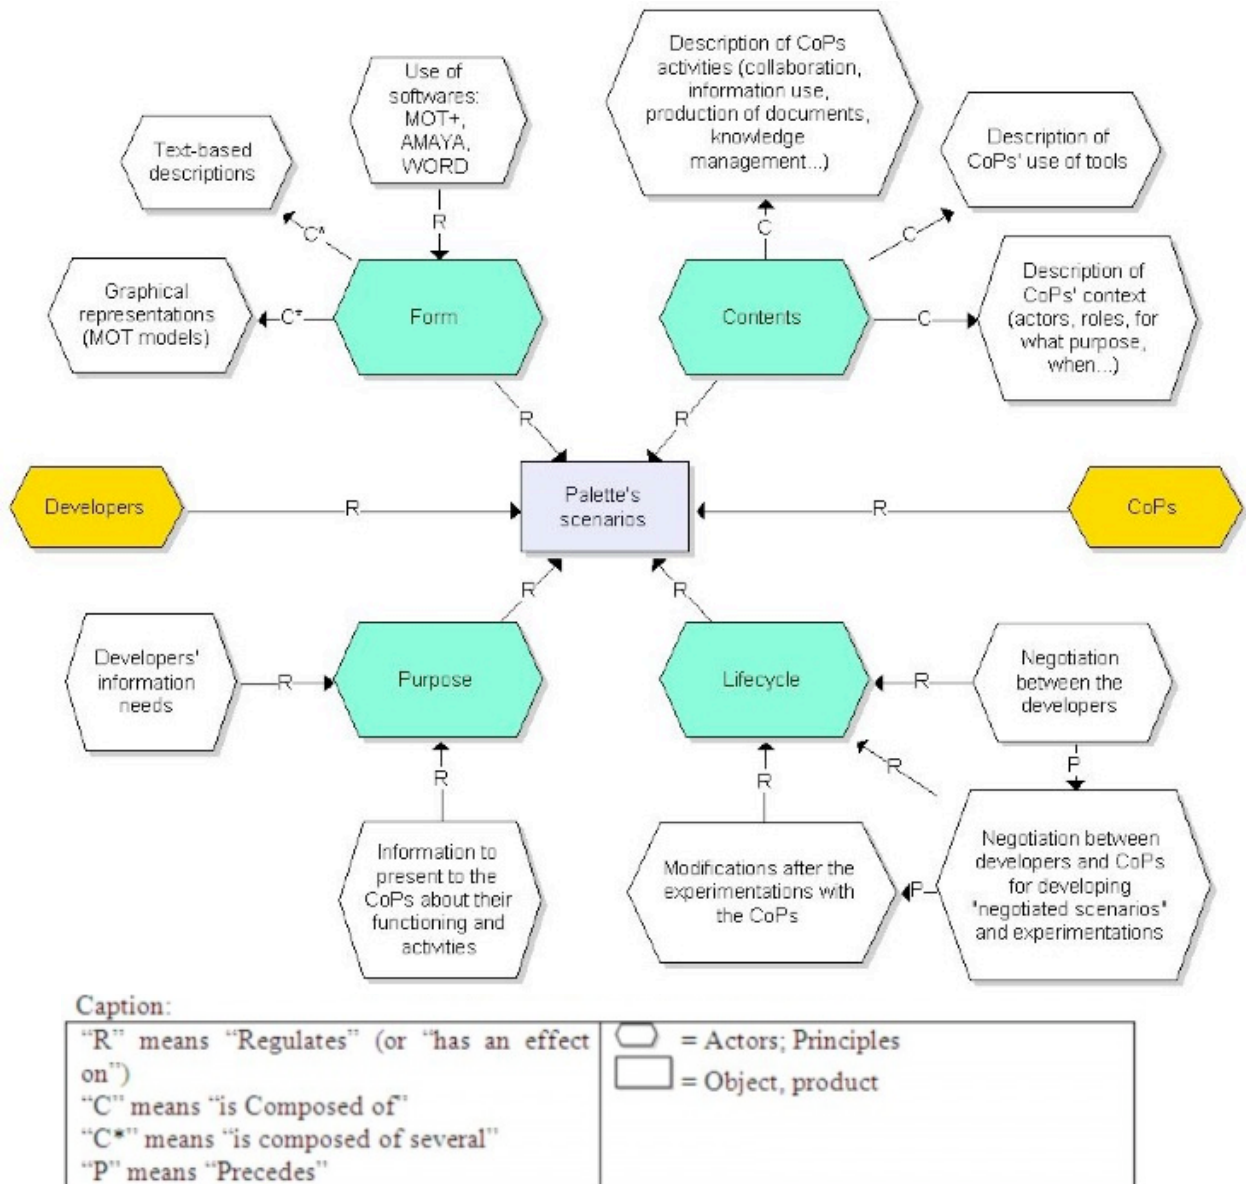 Use of
softwares:
MOT+,
AMAYA,
WORD
Description of CoPs
activities (collaboration,
information use,
production of documents,
knowledge
management...)
Text-based
descriptions
Description of
CoPs' use of tools
C^
R
C
C
Graphical
representations
(MOT models)
C*
Form
Contents
C
Description of
CoPs' context
(actors, roles, for
what purpose,
when...)
R
R
Developers
R
Palette's
scenarios
R
CoPs
R
R
Developers'
information
needs
R
Purpose
Lifecycle
R
Negotiation
between the
developers
R
R
R
P
Information to
present to the
CoPs about their
functioning and
activities
Modifications after the
experimentations with
the CoPs
P
Negotiation between
developers and CoPs
for developing
"negotiated scenarios"
and experimentations
Caption:
“R” means “Regulates” (or “has an effect
on”)
“C” means “is Composed of”
“C*” means “is composed of several”
“P” means “Precedes”
= Actors; Principles
= Object, product